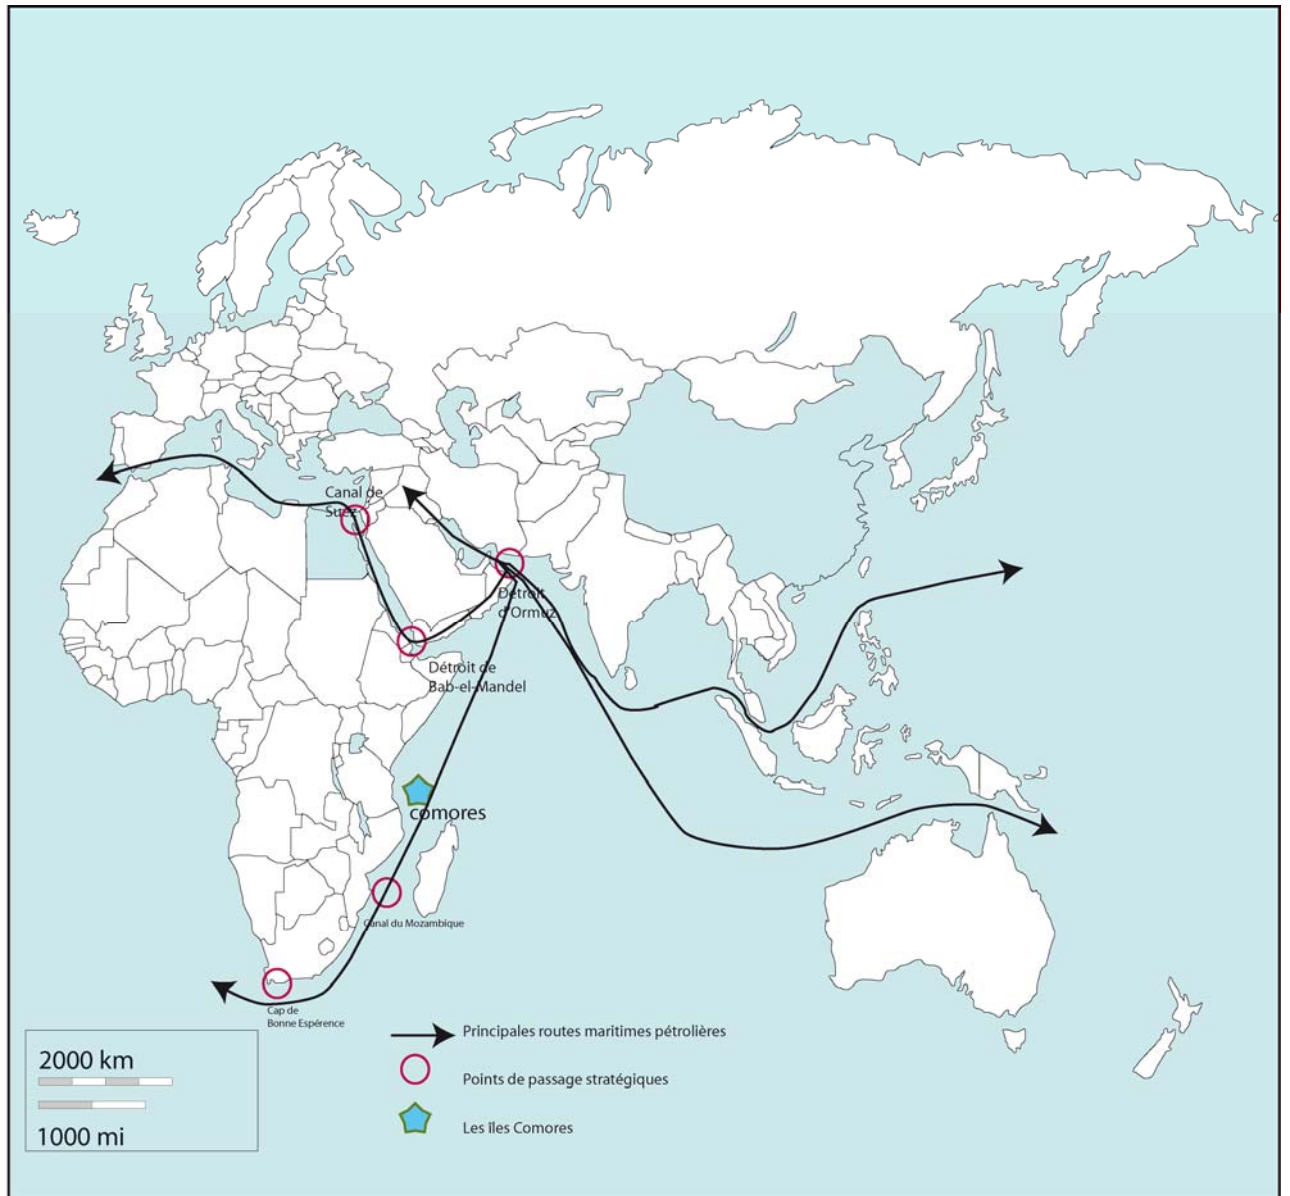 Canal de
Suez
Détroit
d'Ormuz
Détroit de
Bab-el-Mandel
comores
Canal du Mozambique
Cap de
Bonne Espérence
Principales routes maritimes pétrolières
Points de passage stratégiques
Les îles Comores
2000 km
1000 mi